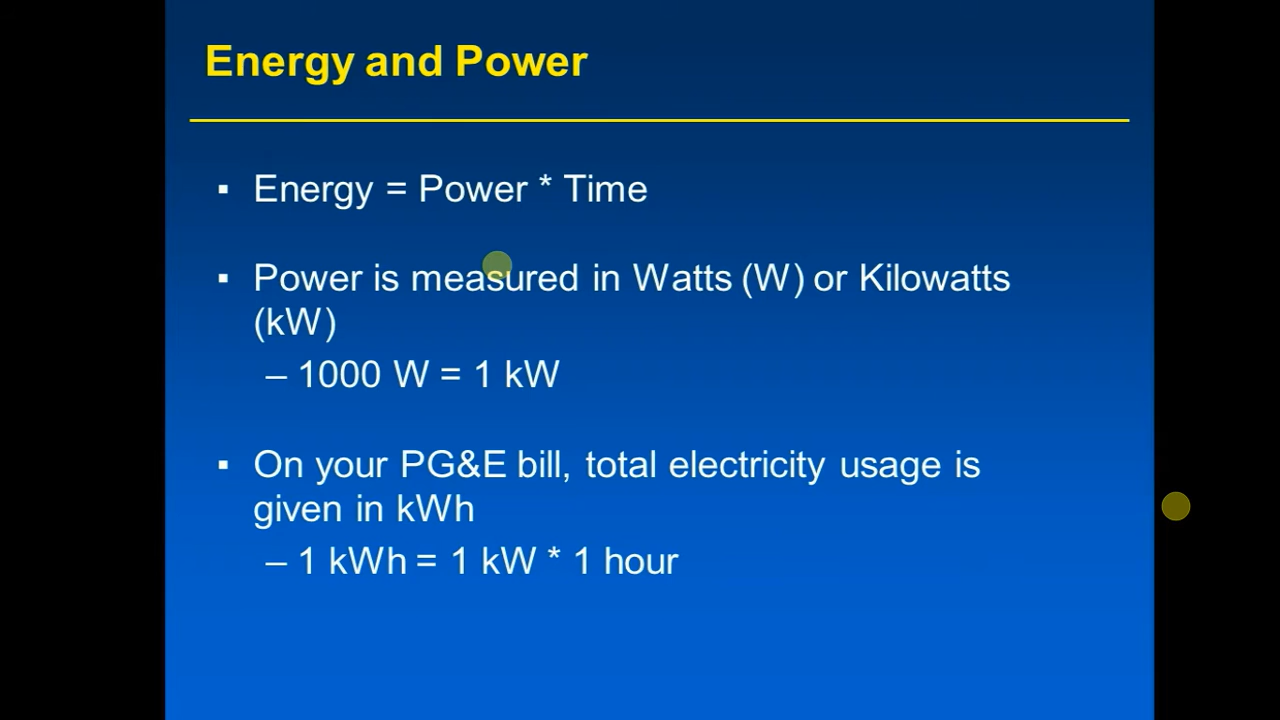 Energy and Power
▪ Energy = Power * Time
▪ Power is measured in Watts (W) or Kilowatts
(kW)
– 1000 W = 1 kW
▪ On your PG&E bill, total electricity usage is
given in kWh
– 1 kWh = 1 kW * 1 hour